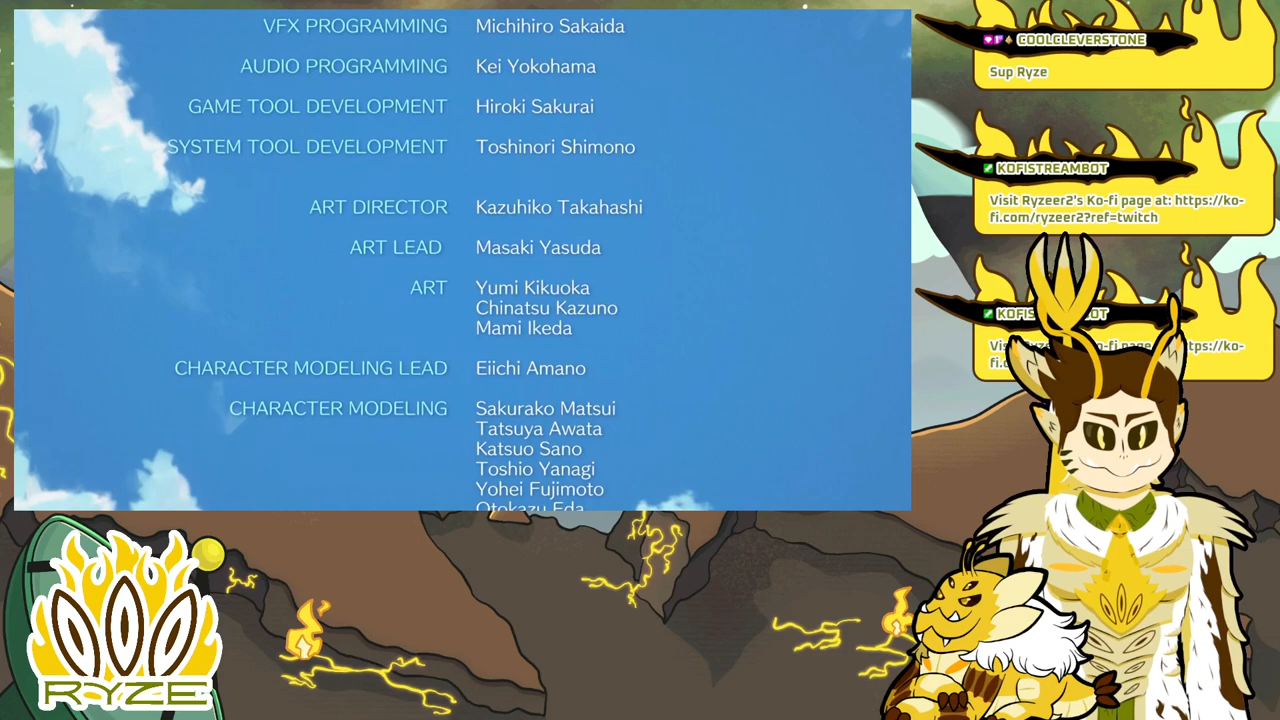 VFX PROGRAMMING Michihiro Sakaida
AUDIO PROGRAMMING Kei Yokohama
GAME TOOL DEVELOPMENT Hiroki Sakurai
SYSTEM TOOL DEVELOPMENT Toshinori Shimono
ART DIRECTOR Kazuhiko Takahashi
ART LEAD Masaki Yasuda
ART Yumi Kikuoka
Chinatsu Kazuno
Mami Ikeda
CHARACTER MODELING LEAD Eiichi Amano
CHARACTER MODELING Sakurako Matsui
Tatsuya Awata
Katsuo Sano
Toshio Yanagi
Yohei Fujimoto
Otokazu Eda
COOLCLEVERSTONE
Sup Ryze
KOFISTREAMBOT
Visit Ryzeer2's Ko-fi page at: https://ko-
fi.com/ryzeer2?ref=twitch
RYZE